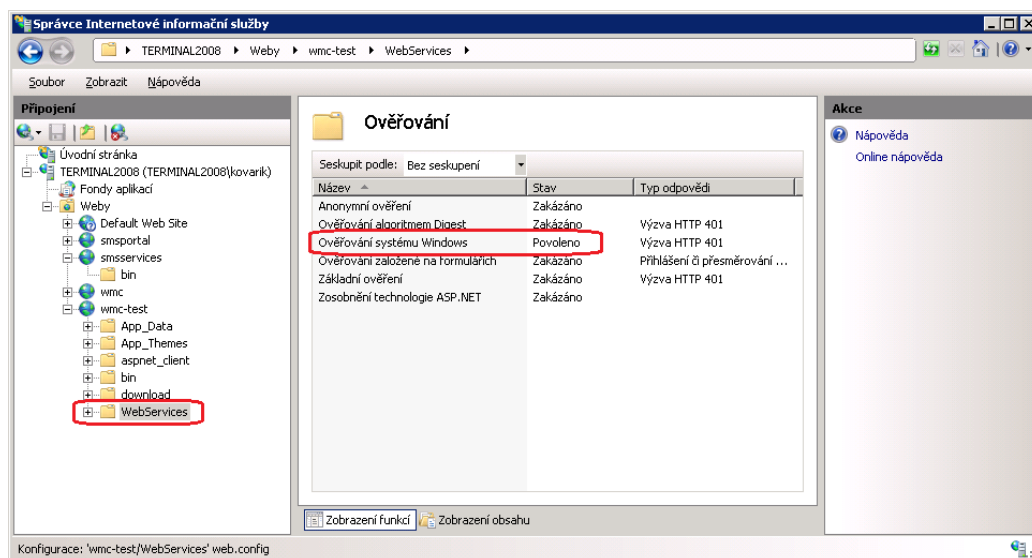 Správce Internetové informační služby
TERMINAL2008 Weby wmc-test WebServices
Soubor Zobrazit Nápověda
Připojení
Úvodní stránka
TERMINAL2008 (TERMINAL2008\kovarik)
Fondy aplikací
Weby
Default Web Site
smsportal
smsservices
bin
wmc
wmc-test
App_Data
App_Themes
aspnet_client
bin
download
WebServices
Ověřování
Seskupit podle: Bez seskupení
Název Stav Typ odpovědi
Anonymní ověření Zakázáno
Ověřování algoritmem Digest Zakázáno Výzva HTTP 401
Ověřování systému Windows Povoleno Výzva HTTP 401
Ověřování založené na formulářích Zakázáno Přihlášení či přesměrování ...
Základní ověření Zakázáno Výzva HTTP 401
Zosobnění technologie ASP.NET Zakázáno
Zobrazení funkcí Zobrazení obsahu
Akce
Nápověda
Online nápověda
Konfigurace: 'wmc-test/WebServices' web.config